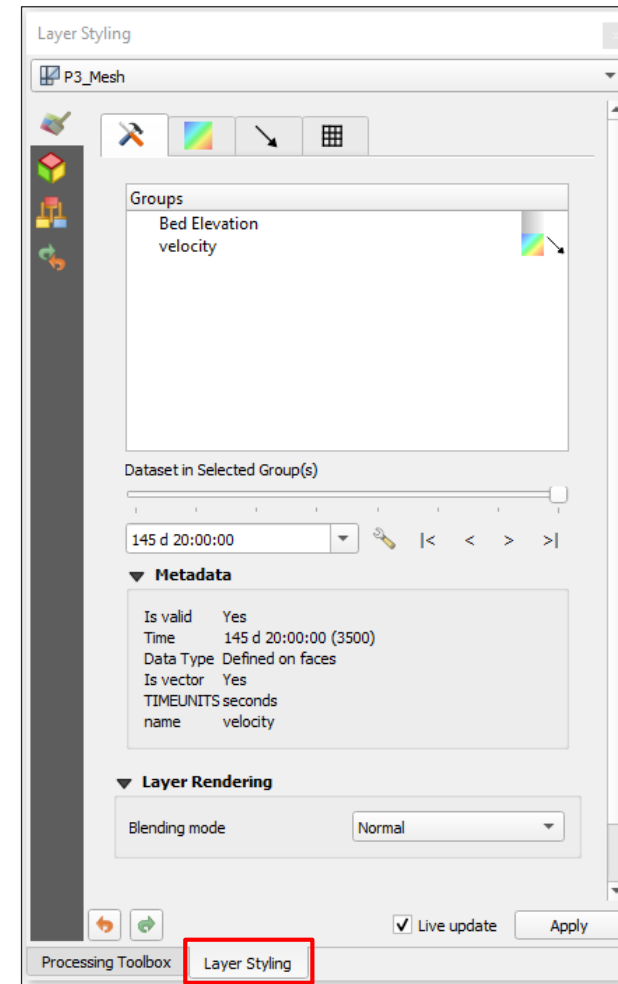 Layer Styling
P3_Mesh
Groups
Bed Elevation
velocity
Dataset in Selected Group(s)
145 d 20:00:00
|< < > >|
Metadata
Is valid Yes
Time 145 d 20:00:00 (3500)
Data Type Defined on faces
Is vector Yes
TIMEUNITS seconds
name velocity
Layer Rendering
Blending mode Normal
Live update Apply
Processing Toolbox Layer Styling